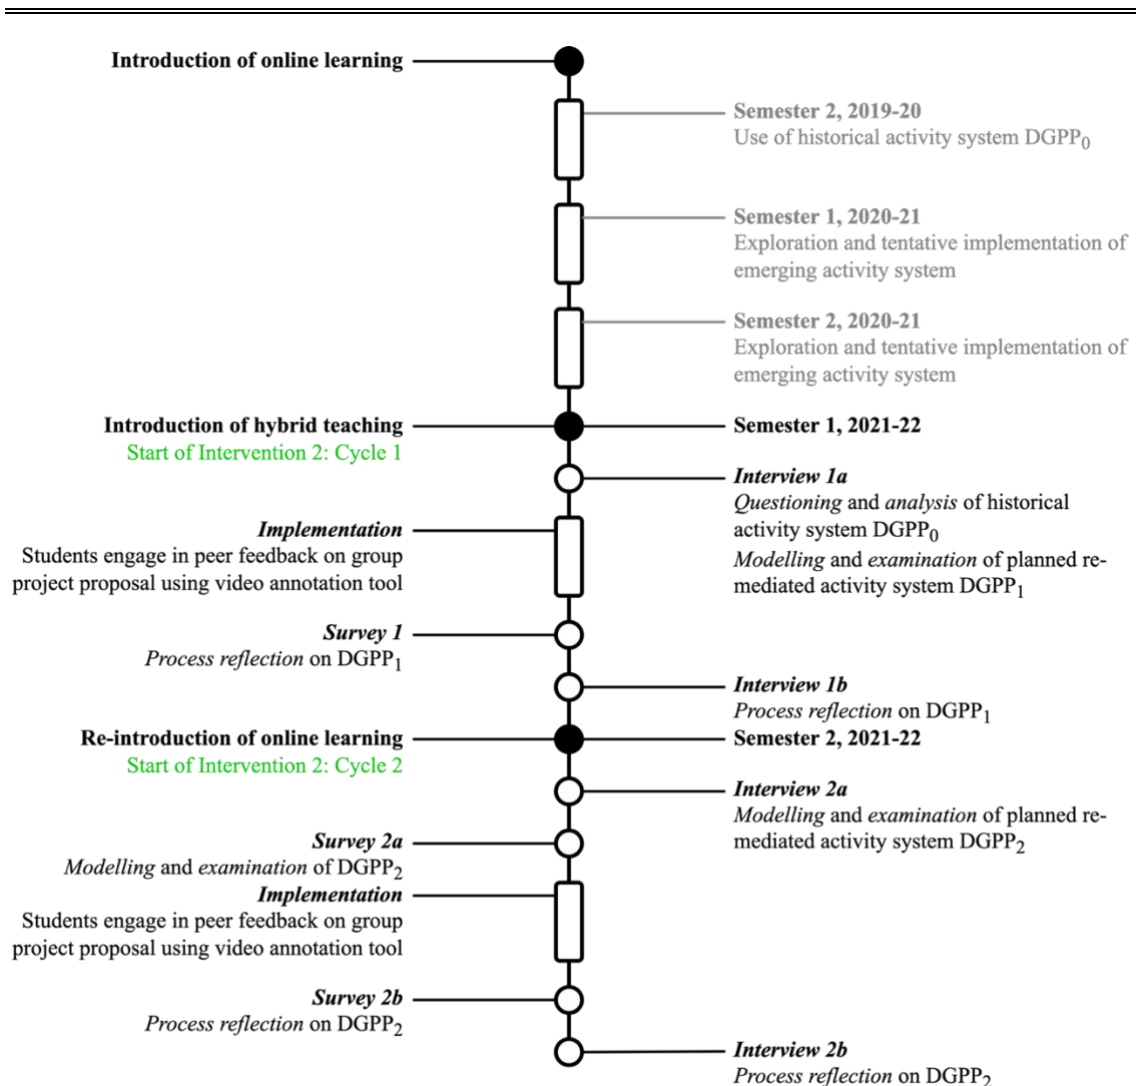 Introduction of online learning
Semester 2, 2019-20
Use of historical activity system DGPP0
Semester 1, 2020-21
Exploration and tentative implementation of
emerging activity system
Semester 2, 2020-21
Exploration and tentative implementation of
emerging activity system
Introduction of hybrid teaching
Start of Intervention 2: Cycle 1
Semester 1, 2021-22
Interview 1a
Questioning and analysis of historical
activity system DGPP0
Modelling and examination of planned re-
mediated activity system DGPP1
Implementation
Students engage in peer feedback on group
project proposal using video annotation tool
Survey 1
Process reflection on DGPP1
Interview 1b
Process reflection on DGPP1
Re-introduction of online learning
Start of Intervention 2: Cycle 2
Semester 2, 2021-22
Interview 2a
Modelling and examination of planned re-
mediated activity system DGPP2
Survey 2a
Modelling and examination of DGPP2
Implementation
Students engage in peer feedback on group
project proposal using video annotation tool
Survey 2b
Process reflection on DGPP2
Interview 2b
Process reflection on DGPP2